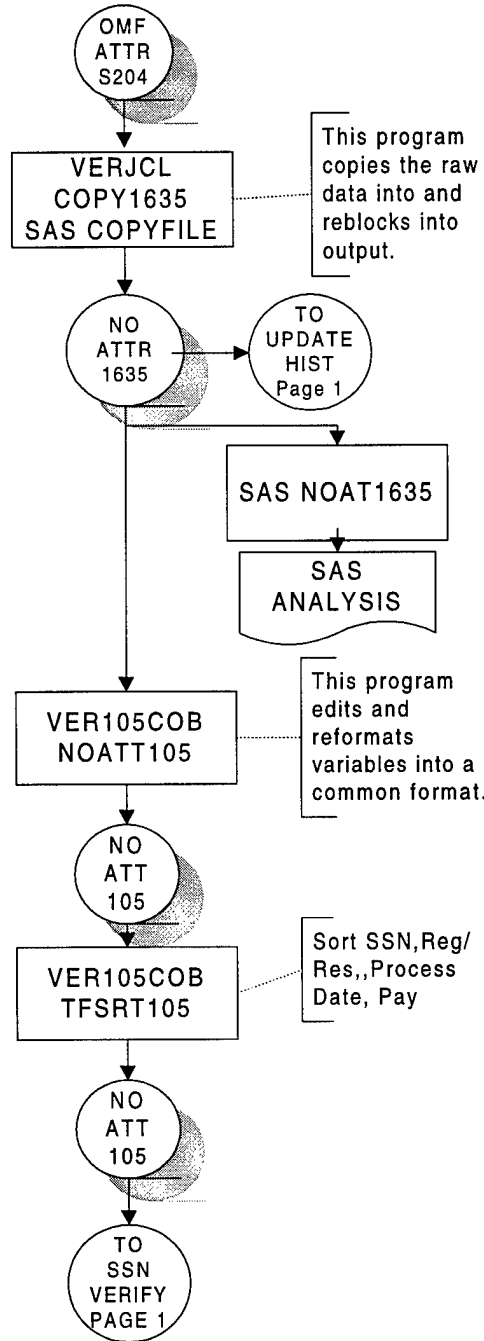 OMF
ATTR
S204
VERJCL
COPY1635
SAS COPYFILE
This program
copies the raw
data into and
reblocks into
output.
NO
ATTR
1635
TO
UPDATE
HIST
Page 1
SAS NOAT1635
SAS
ANALYSIS
VER105COB
NOATT105
This program
edits and
reformats
variables into a
common format.
NO
ATT
105
VER105COB
TFSRT105
Sort SSN,Reg/
Res,,Process
Date, Pay
NO
ATT
105
TO
SSN
VERIFY
PAGE 1